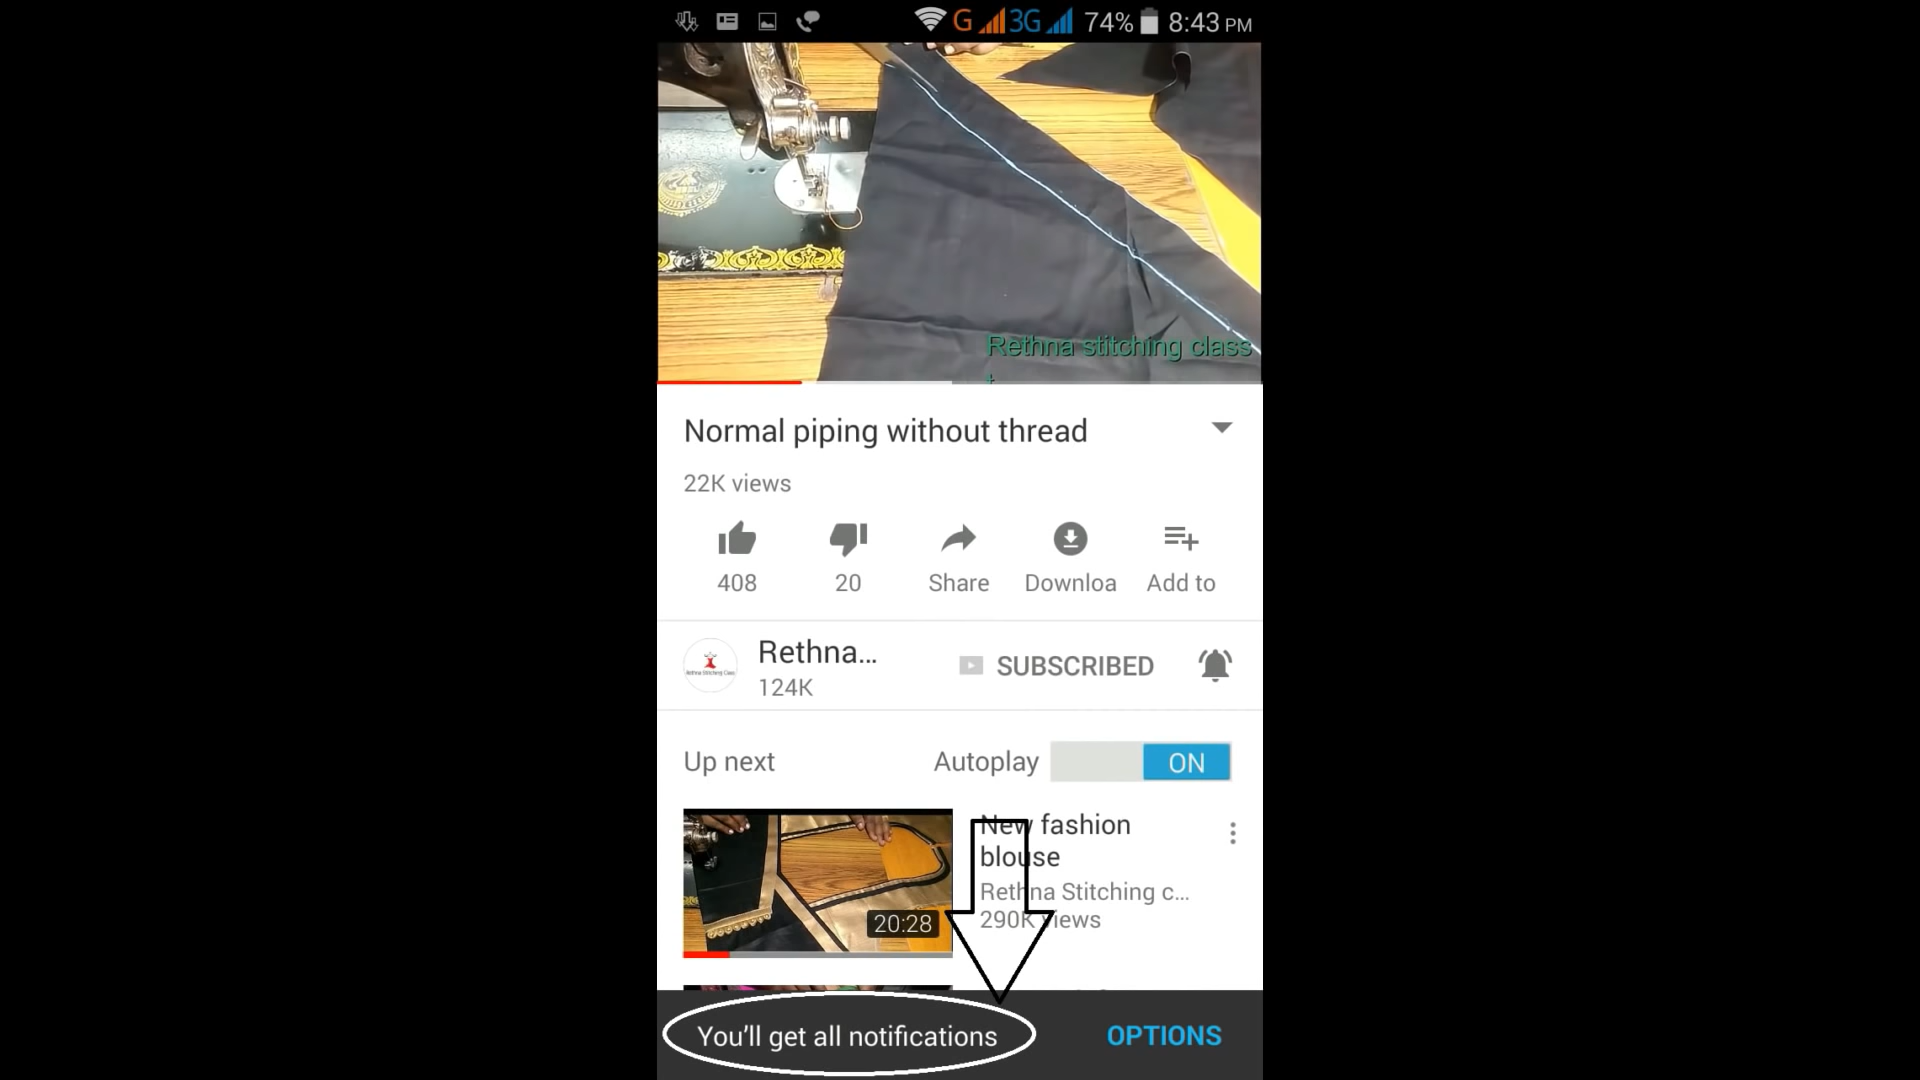 G 3G 74% 8:43 PM
Rethna stitching class
Normal piping without thread
22K views
408 20 Share Downloa Add to
Rethna...
124K
SUBSCRIBED
Up next Autoplay ON
20:28
New fashion
blouse
Rethna Stitching c...
290K views
You'll get all notifications OPTIONS